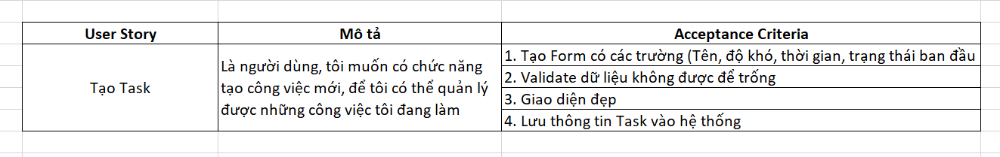 User Story
Mô tả
Acceptance Criteria
Tạo Task
Là người dùng, tôi muốn có chức năng
tạo công việc mới, để tôi có thể quản lý
được những công việc tôi đang làm
1. Tạo Form có các trường (Tên, độ khó, thời gian, trạng thái ban đầu
2. Validate dữ liệu không được để trống
3. Giao diện đẹp
4. Lưu thông tin Task vào hệ thống